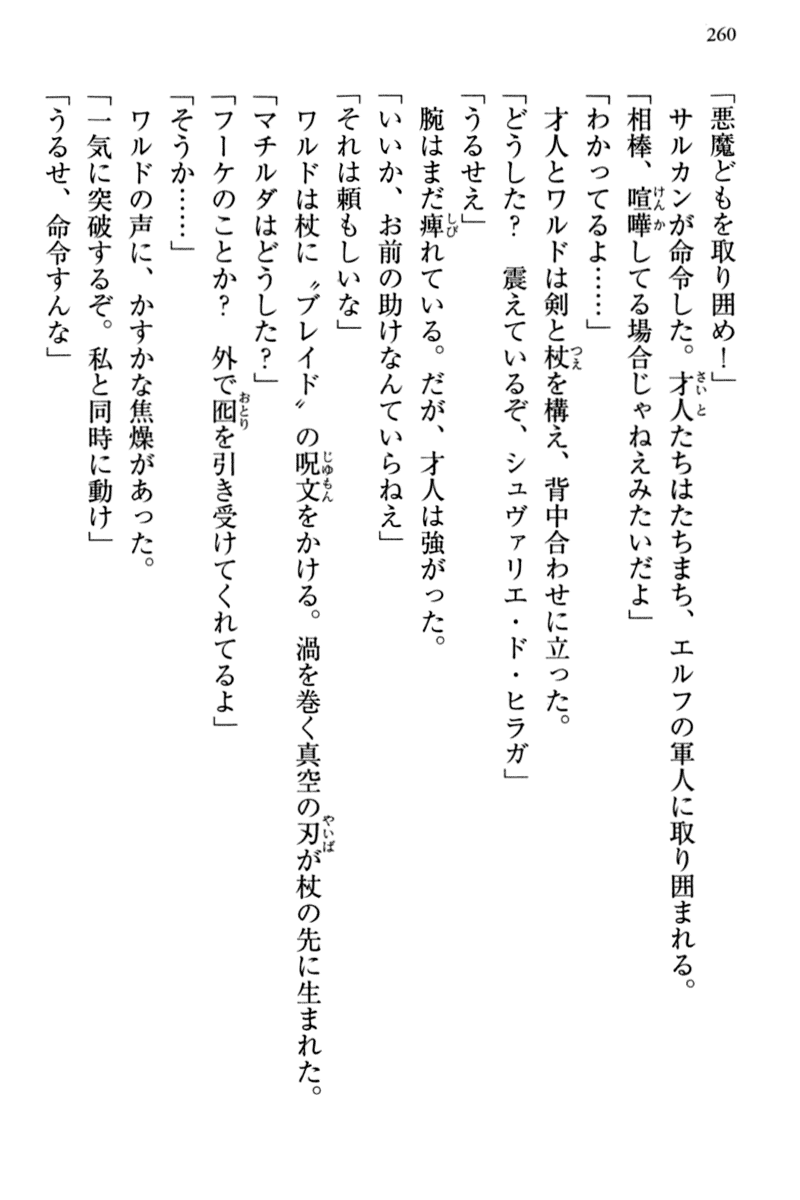 260
「悪魔どもを取り囲め！」
サルカンが命令した。才人たちはたちまち、エルフの軍人に取り囲まれる。
「相棒、喧嘩してる場合じゃねえみたいだよ」
「わかってるよ……」
才人とワルドは剣と杖を構え、背中合わせに立った。
「どうした？　震えているぞ、シュヴァリエ・ド・ヒラガ」
「うるせえ」
腕はまだ痺れている。だが、才人は強がった。
「いいか、お前の助けなんていらねえ」
「それは頼もしいな」
ワルドは杖に〝ブレイド〟の呪文をかける。渦を巻く真空の刃が杖の先に生まれた。
「マチルダはどうした？」
「フーケのことか？　外で囮を引き受けてくれてるよ」
「そうか……」
ワルドの声に、かすかな焦燥があった。
「一気に突破するぞ。私と同時に動け」
「うるせ、命令すんな」